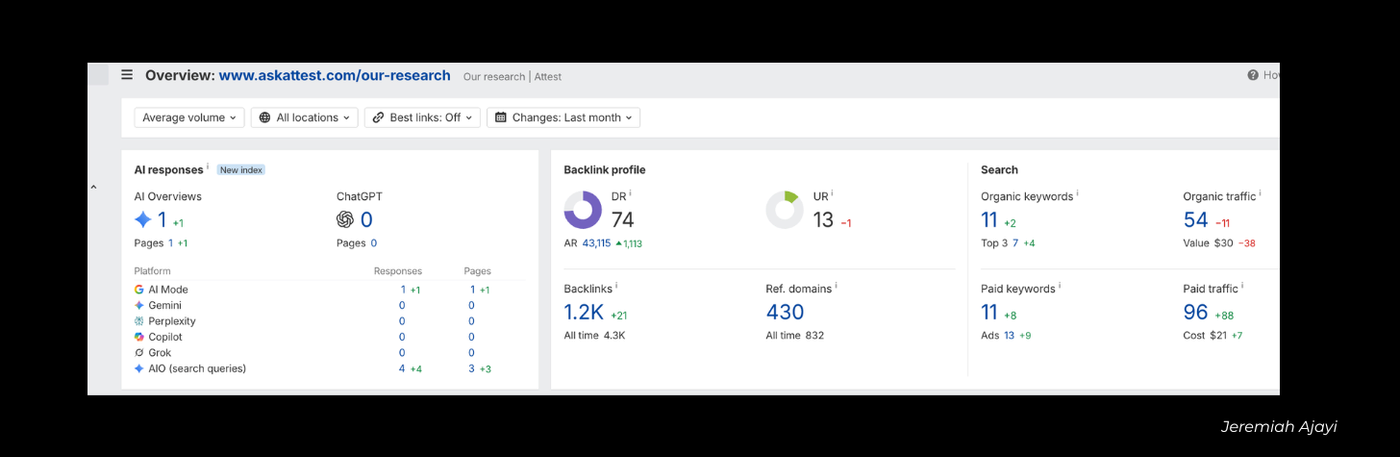 Overview: www.askattest.com/our-research Our research | Attest
Average volume All locations Best links: Off Changes: Last month
AI responses i New index
AI Overviews ChatGPT
1 +1 0
Pages 1 +1 Pages 0
Platform Responses Pages
AI Mode 1 +1 1 +1
Gemini 0 0
Perplexity 0 0
Copilot 0 0
Grok 0 0
AIO (search queries) 4 +4 3 +3
Backlink profile
DR i UR i
74 13 −1
AR 43,115 ▲1,113
Backlinks i Ref. domains i
1.2K +21 430
All time 4.3K All time 832
Search
Organic keywords i Organic traffic i
11 +2 54 −11
Top 3 7 +4 Value $30 −38
Paid keywords i Paid traffic i
11 +8 96 +88
Ads 13 +9 Cost $21 +7
Jeremiah Ajayi